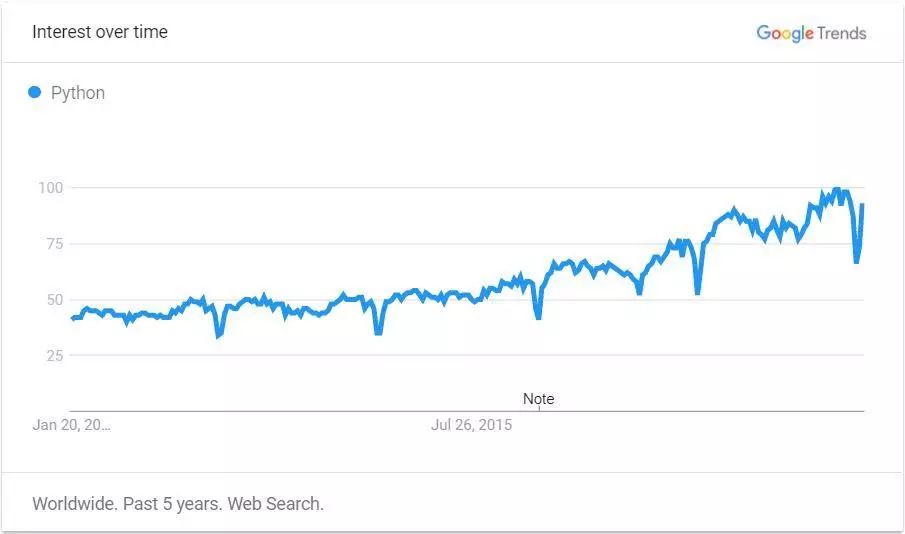 Interest over time
Google Trends
Python
100
75
50
25
Note
Jan 20, 20...
Jul 26, 2015
Worldwide. Past 5 years. Web Search.